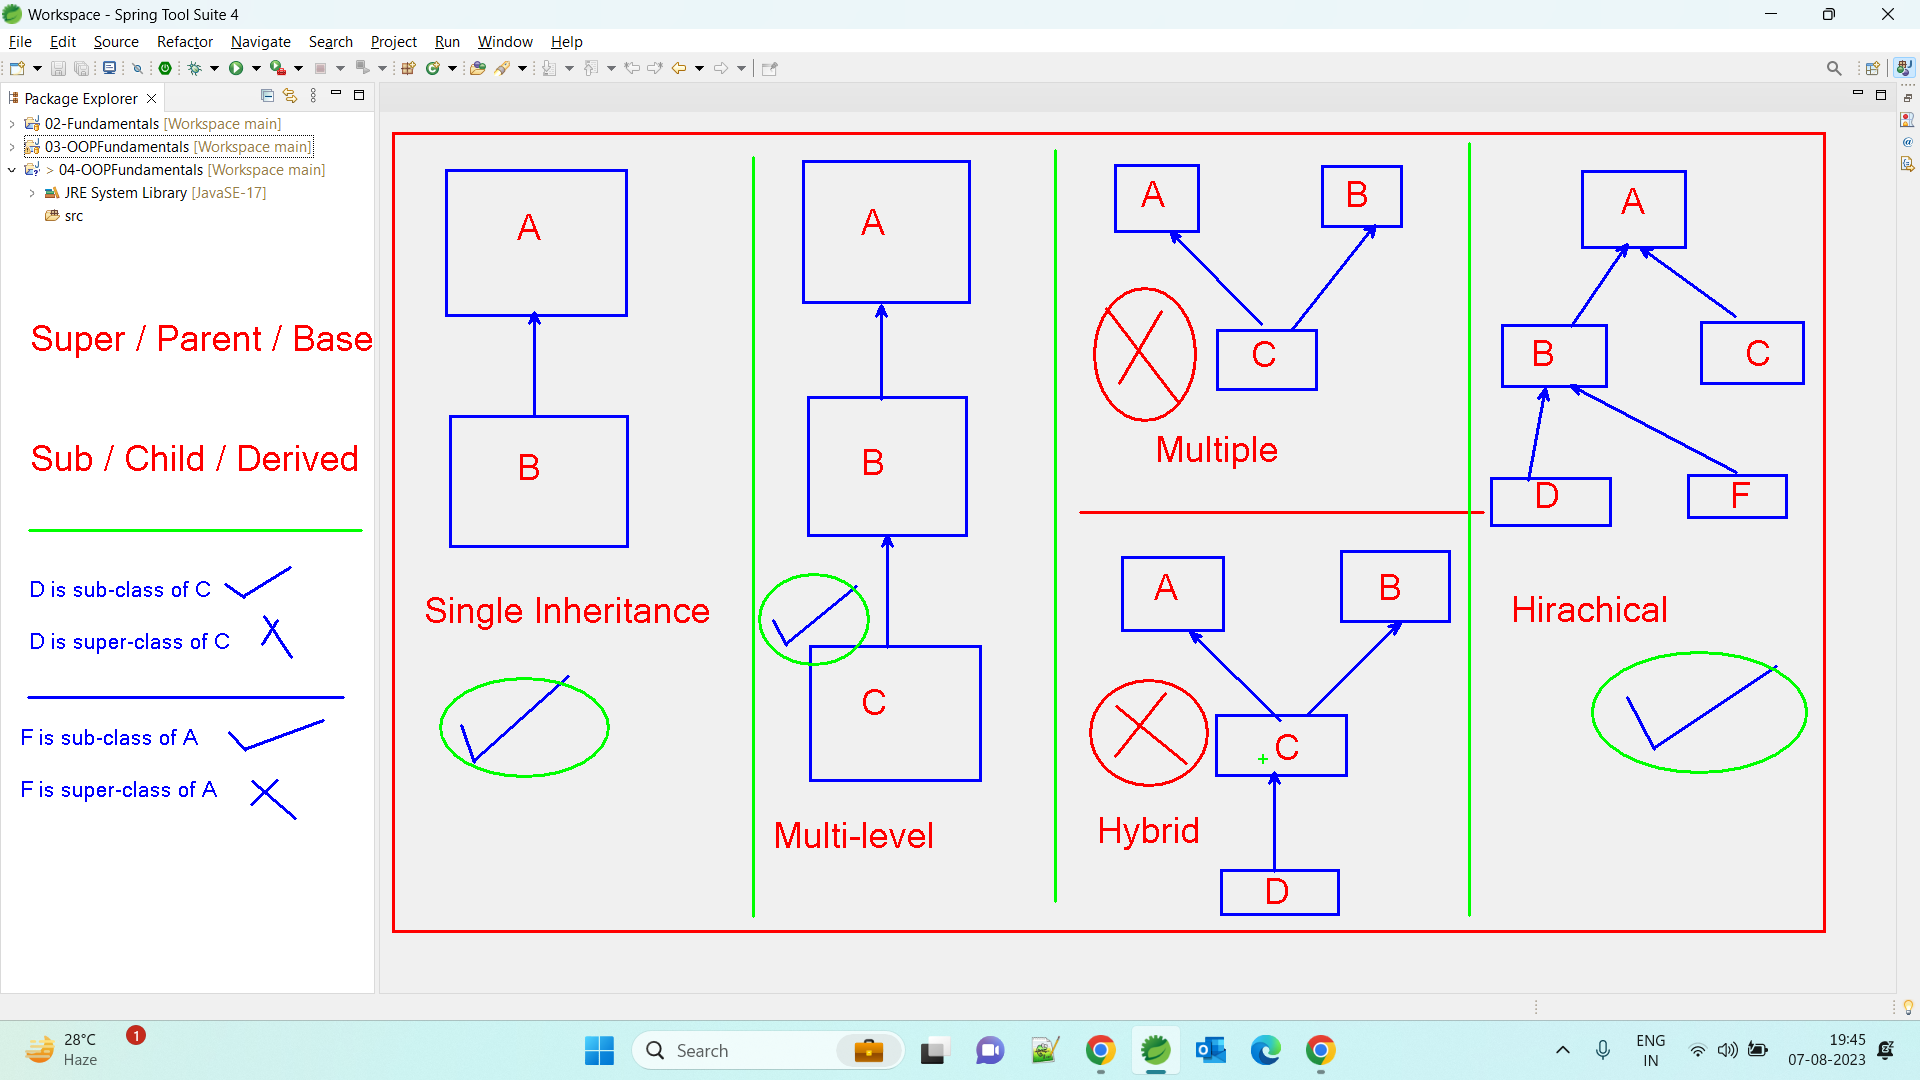 Workspace - Spring Tool Suite 4
File Edit Source Refactor Navigate Search Project Run Window Help
Package Explorer
02-Fundamentals [Workspace main]
03-OOPFundamentals [Workspace main]
> 04-OOPFundamentals [Workspace main]
JRE System Library [JavaSE-17]
src
Super / Parent / Base
Sub / Child / Derived
D is sub-class of C
D is super-class of C
F is sub-class of A
F is super-class of A
A
B
Single Inheritance
A
B
C
Multi-level
A B
C
Multiple
A B
C
Hybrid
D
A
B C
D F
Hirachical
28°C
Haze
1
Search
ENG
IN
19:45
07-08-2023